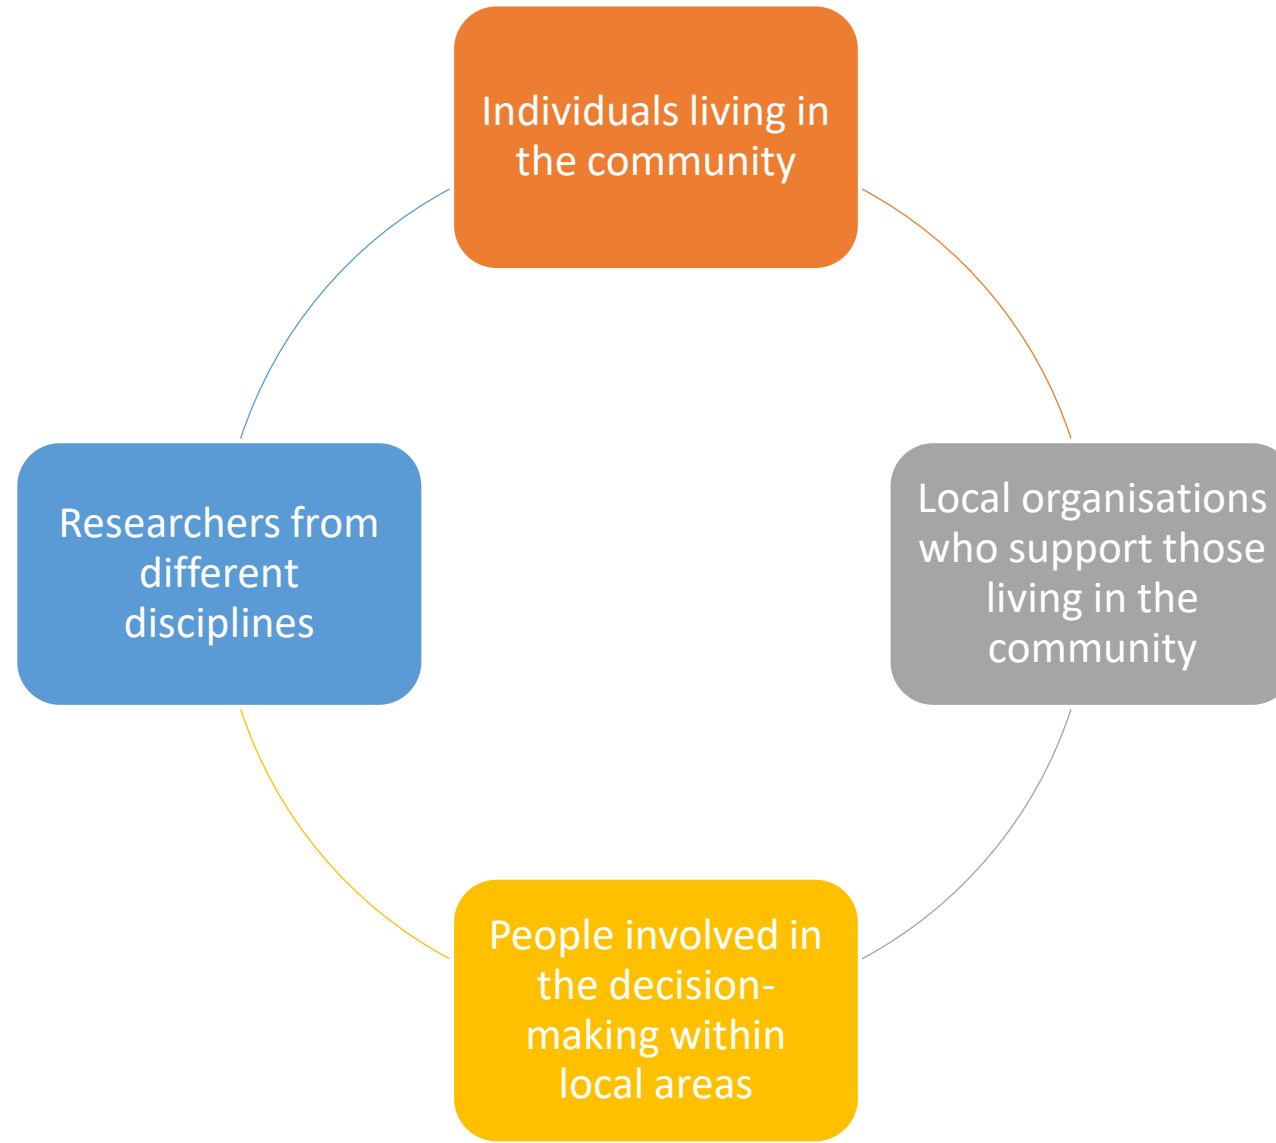 Individuals living in
the community
Local organisations
who support those
living in the
community
People involved in
the decision-
making within
local areas
Researchers from
different
disciplines